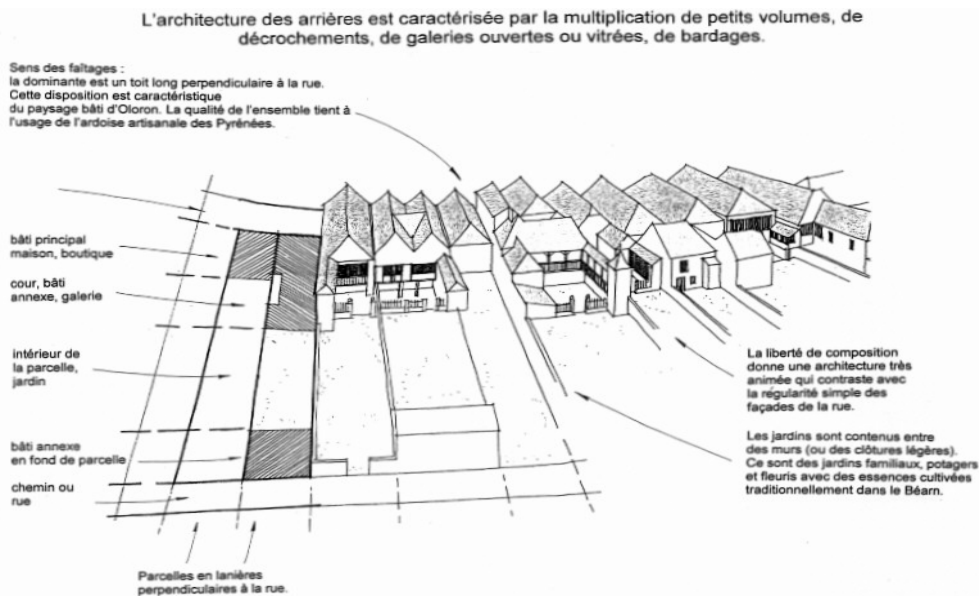 L'architecture des arrières est caractérisée par la multiplication de petits volumes, de
décrochements, de galeries ouvertes ou vitrées, de bardages.
Sens des faîtages :
la dominante est un toit long perpendiculaire à la rue.
Cette disposition est caractéristique
du paysage bâti d'Oloron. La qualité de l'ensemble tient à
l'usage de l'ardoise artisanale des Pyrénées.
bâti principal
maison, boutique
cour, bâti
annexe, galerie
intérieur de
la parcelle,
jardin
bâti annexe
en fond de parcelle
chemin ou
rue
Parcelles en lanières
perpendiculaires à la rue.
La liberté de composition
donne une architecture très
animée qui contraste avec
la régularité simple des
façades de la rue.
Les jardins sont contenus entre
des murs (ou des clôtures légères).
Ce sont des jardins familiaux, potagers
et fleuris avec des essences cultivées
traditionnellement dans le Béarn.